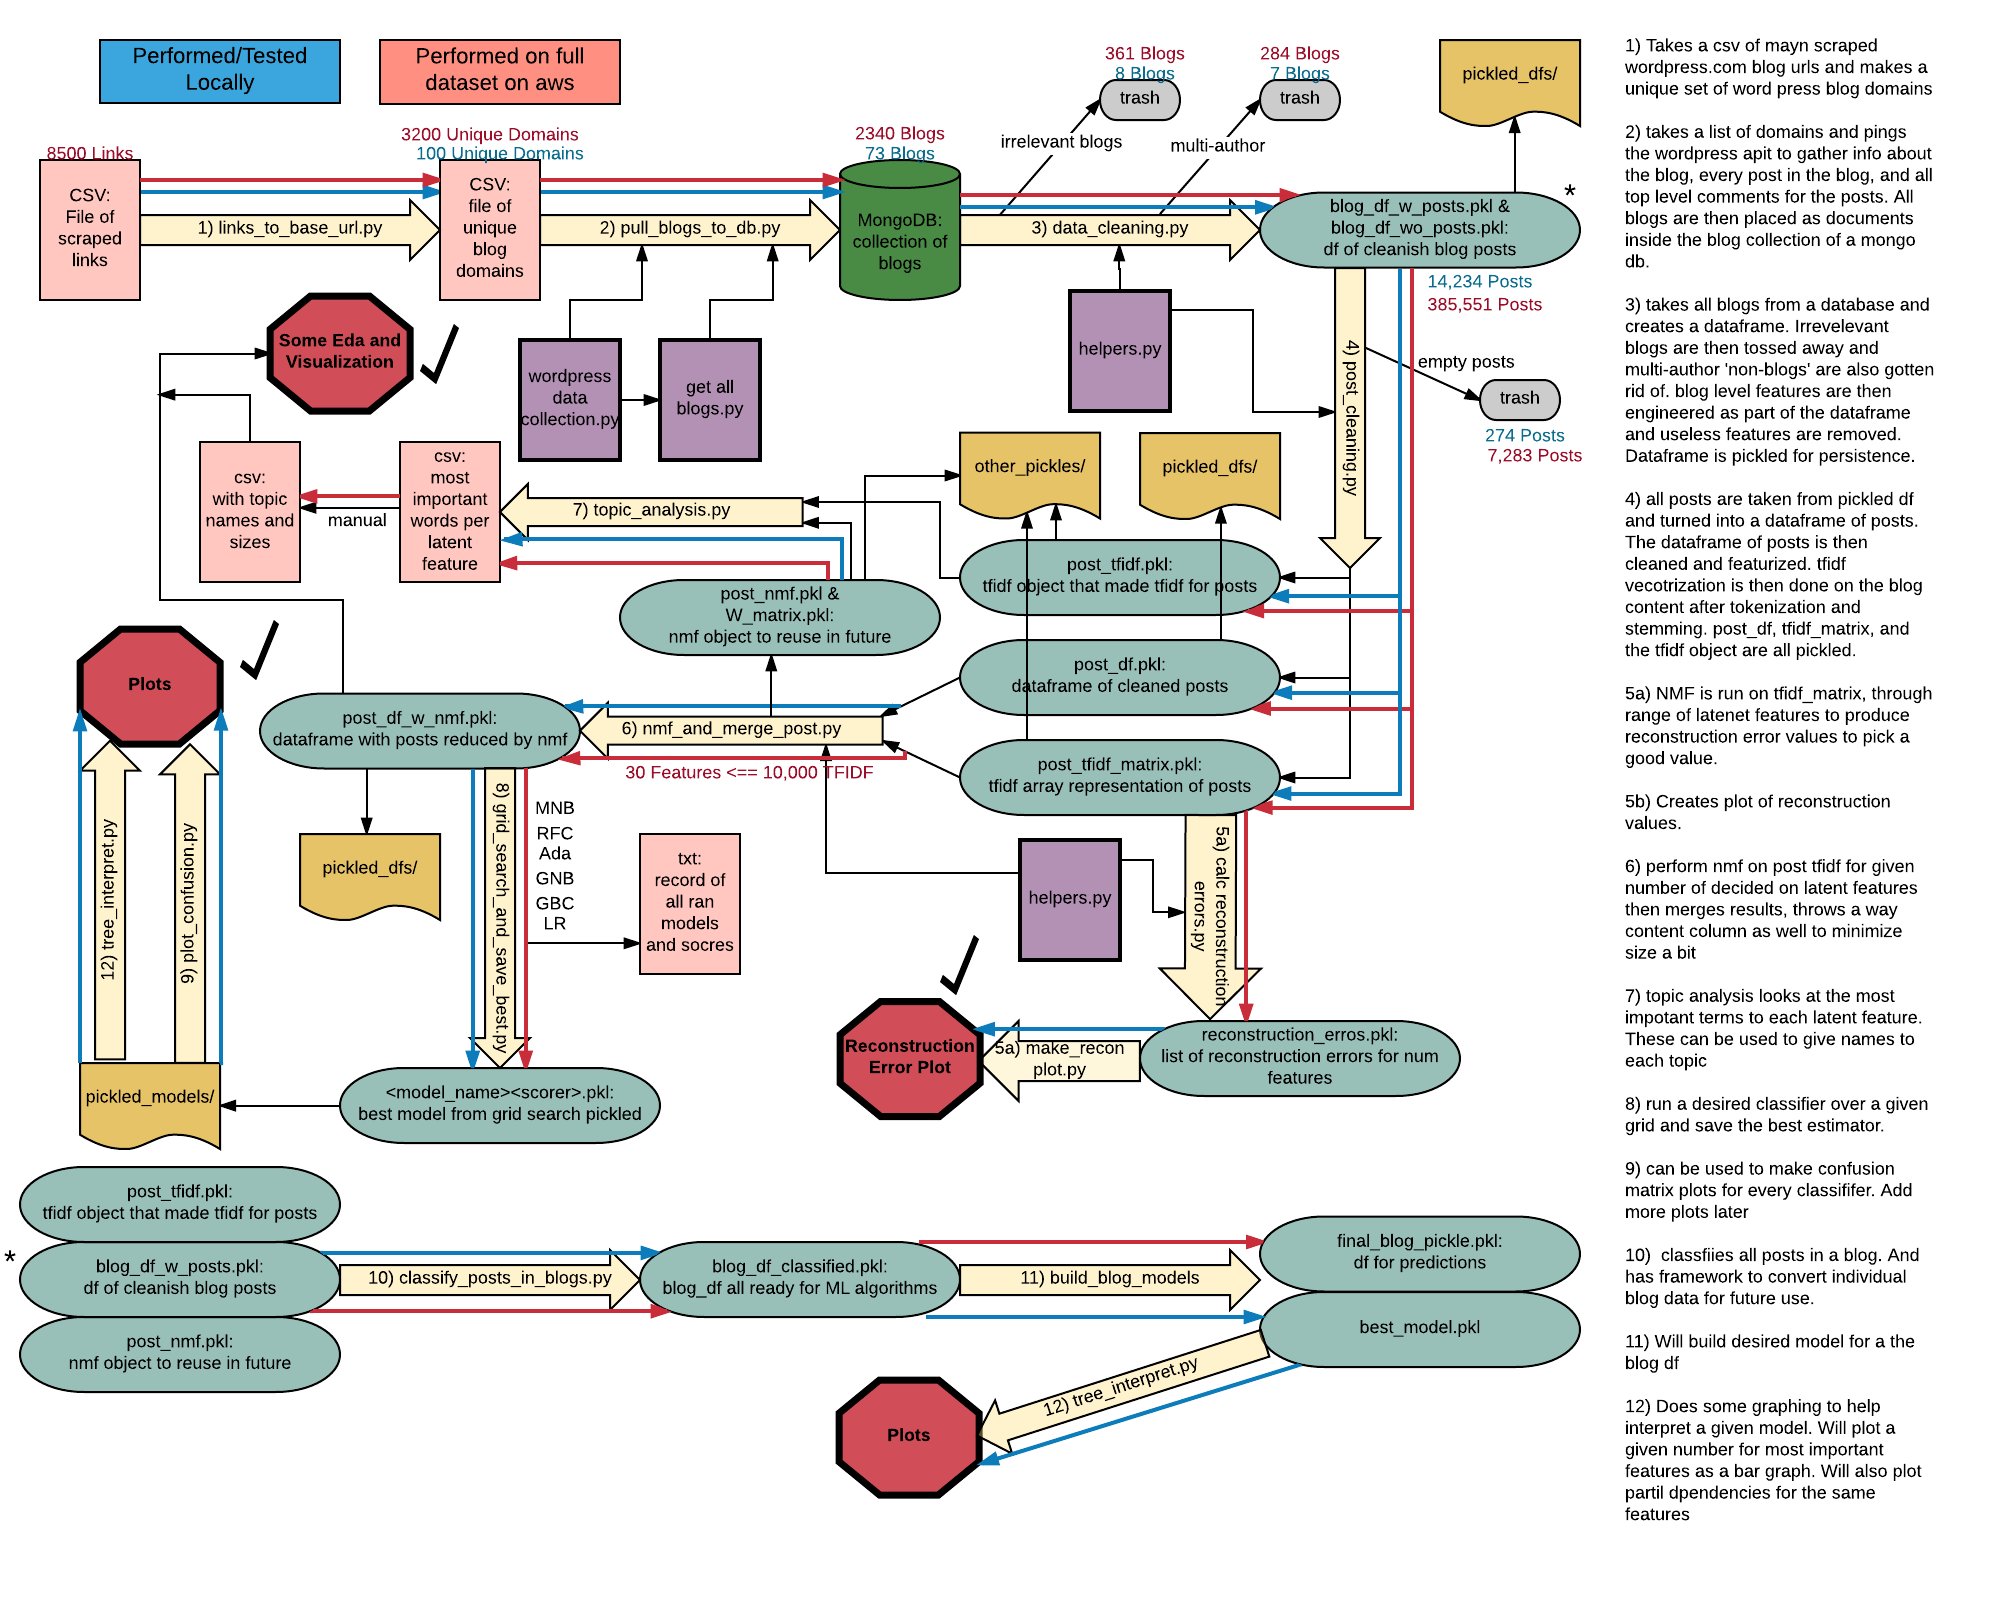 Performed/Tested
Locally
Performed on full
dataset on aws
361 Blogs
8 Blogs
trash
284 Blogs
7 Blogs
trash
pickled_dfs/
irrelevant blogs
multi-author
8500 Links
CSV:
File of
scraped
links
1) links_to_base_url.py
3200 Unique Domains
100 Unique Domains
CSV:
file of
unique
blog
domains
2) pull_blogs_to_db.py
2340 Blogs
73 Blogs
MongoDB:
collection of
blogs
3) data_cleaning.py
*
blog_df_w_posts.pkl &
blog_df_wo_posts.pkl:
df of cleanish blog posts
14,234 Posts
385,551 Posts
Some Eda and
Visualization
wordpress
data
collection.py
get all
blogs.py
helpers.py
4) post_cleaning.py
empty posts
trash
274 Posts
7,283 Posts
csv:
with topic
names and
sizes
manual
csv:
most
important
words per
latent
feature
7) topic_analysis.py
other_pickles/
pickled_dfs/
post_nmf.pkl &
W_matrix.pkl:
nmf object to reuse in future
post_tfidf.pkl:
tfidf object that made tfidf for posts
post_df.pkl:
dataframe of cleaned posts
post_tfidf_matrix.pkl:
tfidf array representation of posts
Plots
post_df_w_nmf.pkl:
dataframe with posts reduced by nmf
6) nmf_and_merge_post.py
30 Features <== 10,000 TFIDF
12) tree_interpret.py
9) plot_confusion.py
pickled_dfs/
8) grid_search_and_save_best.py
MNB
RFC
Ada
GNB
GBC
LR
txt:
record of
all ran
models
and socres
helpers.py
5a) calc reconstruction
errors.py
Reconstruction
Error Plot
5a) make_recon
plot.py
reconstruction_erros.pkl:
list of reconstruction errors for num
features
pickled_models/
<model_name><scorer>.pkl:
best model from grid search pickled
post_tfidf.pkl:
tfidf object that made tfidf for posts
*
blog_df_w_posts.pkl:
df of cleanish blog posts
post_nmf.pkl:
nmf object to reuse in future
10) classify_posts_in_blogs.py
blog_df_classified.pkl:
blog_df all ready for ML algorithms
11) build_blog_models
final_blog_pickle.pkl:
df for predictions
best_model.pkl
12) tree_interpret.py
Plots
1) Takes a csv of mayn scraped
wordpress.com blog urls and makes a
unique set of word press blog domains
2) takes a list of domains and pings
the wordpress apit to gather info about
the blog, every post in the blog, and all
top level comments for the posts. All
blogs are then placed as documents
inside the blog collection of a mongo
db.
3) takes all blogs from a database and
creates a dataframe. Irrevelevant
blogs are then tossed away and
multi-author 'non-blogs' are also gotten
rid of. blog level features are then
engineered as part of the dataframe
and useless features are removed.
Dataframe is pickled for persistence.
4) all posts are taken from pickled df
and turned into a dataframe of posts.
The dataframe of posts is then
cleaned and featurized. tfidf
vecotrization is then done on the blog
content after tokenization and
stemming. post_df, tfidf_matrix, and
the tfidf object are all pickled.
5a) NMF is run on tfidf_matrix, through
range of latenet features to produce
reconstruction error values to pick a
good value.
5b) Creates plot of reconstruction
values.
6) perform nmf on post tfidf for given
number of decided on latent features
then merges results, throws a way
content column as well to minimize
size a bit
7) topic analysis looks at the most
impotant terms to each latent feature.
These can be used to give names to
each topic
8) run a desired classifier over a given
grid and save the best estimator.
9) can be used to make confusion
matrix plots for every classififer. Add
more plots later
10)  classfiies all posts in a blog. And
has framework to convert individual
blog data for future use.
11) Will build desired model for a the
blog df
12) Does some graphing to help
interpret a given model. Will plot a
given number for most important
features as a bar graph. Will also plot
partil dpendencies for the same
features